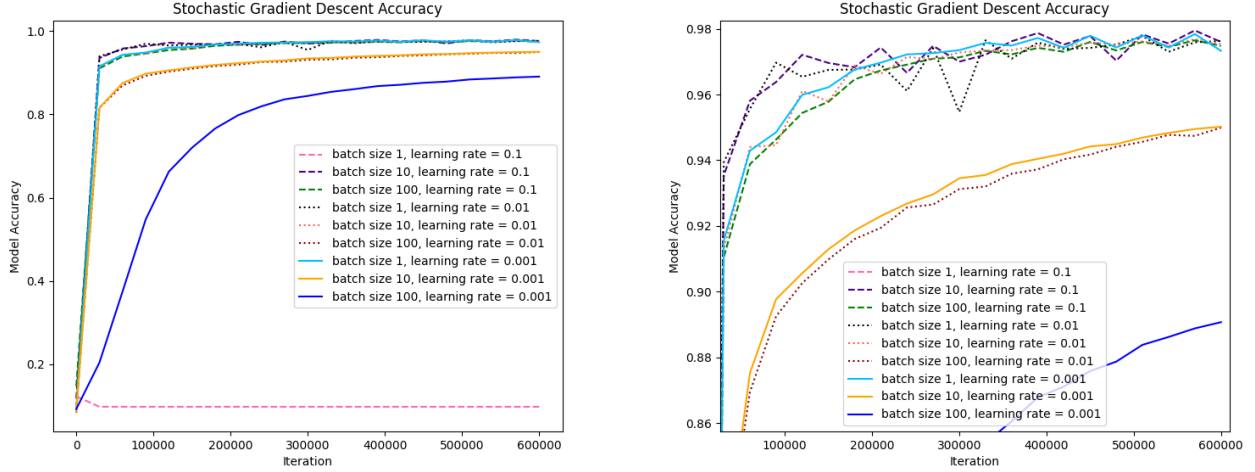 Stochastic Gradient Descent Accuracy
1.0
0.8
0.6
0.4
0.2
Model Accuracy
batch size 1, learning rate = 0.1
batch size 10, learning rate = 0.1
batch size 100, learning rate = 0.1
batch size 1, learning rate = 0.01
batch size 10, learning rate = 0.01
batch size 100, learning rate = 0.01
batch size 1, learning rate = 0.001
batch size 10, learning rate = 0.001
batch size 100, learning rate = 0.001
0 100000 200000 300000 400000 500000 600000
Iteration
Stochastic Gradient Descent Accuracy
0.98
0.96
0.94
0.92
0.90
0.88
0.86
Model Accuracy
batch size 1, learning rate = 0.1
batch size 10, learning rate = 0.1
batch size 100, learning rate = 0.1
batch size 1, learning rate = 0.01
batch size 10, learning rate = 0.01
batch size 100, learning rate = 0.01
batch size 1, learning rate = 0.001
batch size 10, learning rate = 0.001
batch size 100, learning rate = 0.001
100000 200000 300000 400000 500000 600000
Iteration